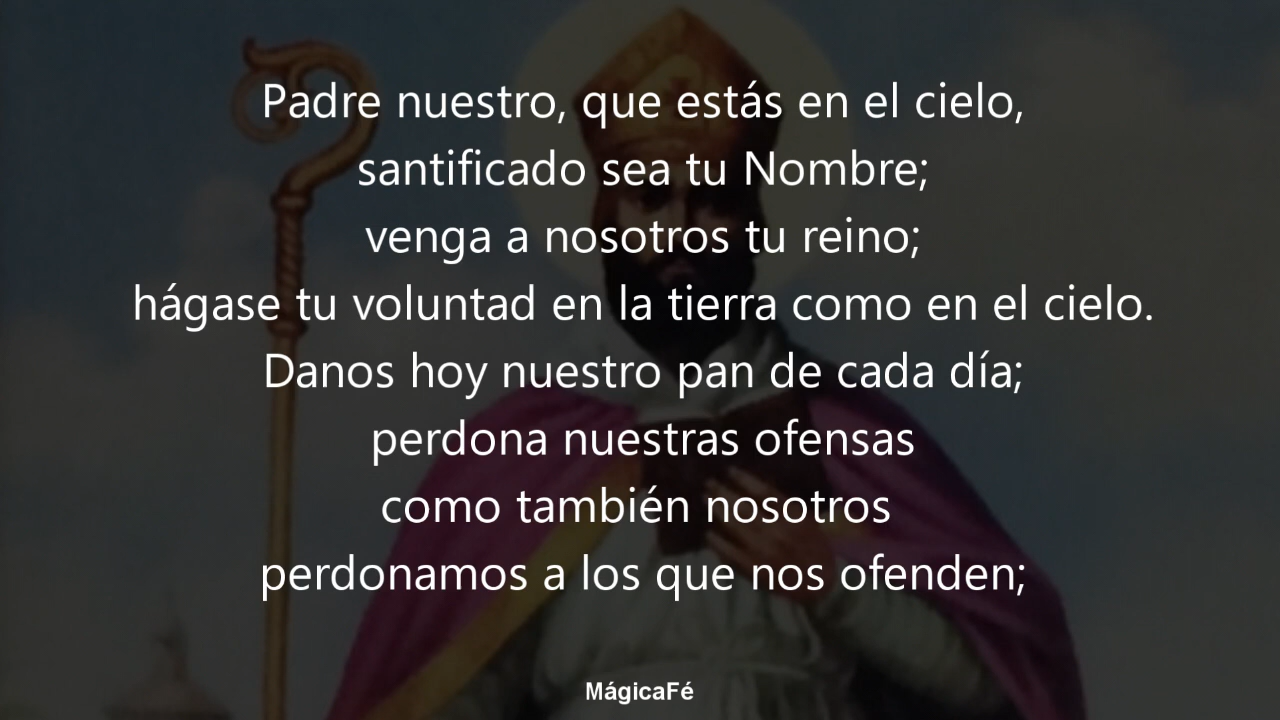 Padre nuestro, que estás en el cielo,
santificado sea tu Nombre;
venga a nosotros tu reino;
hágase tu voluntad en la tierra como en el cielo.
Danos hoy nuestro pan de cada día;
perdona nuestras ofensas
como también nosotros
perdonamos a los que nos ofenden;
MágicaFé